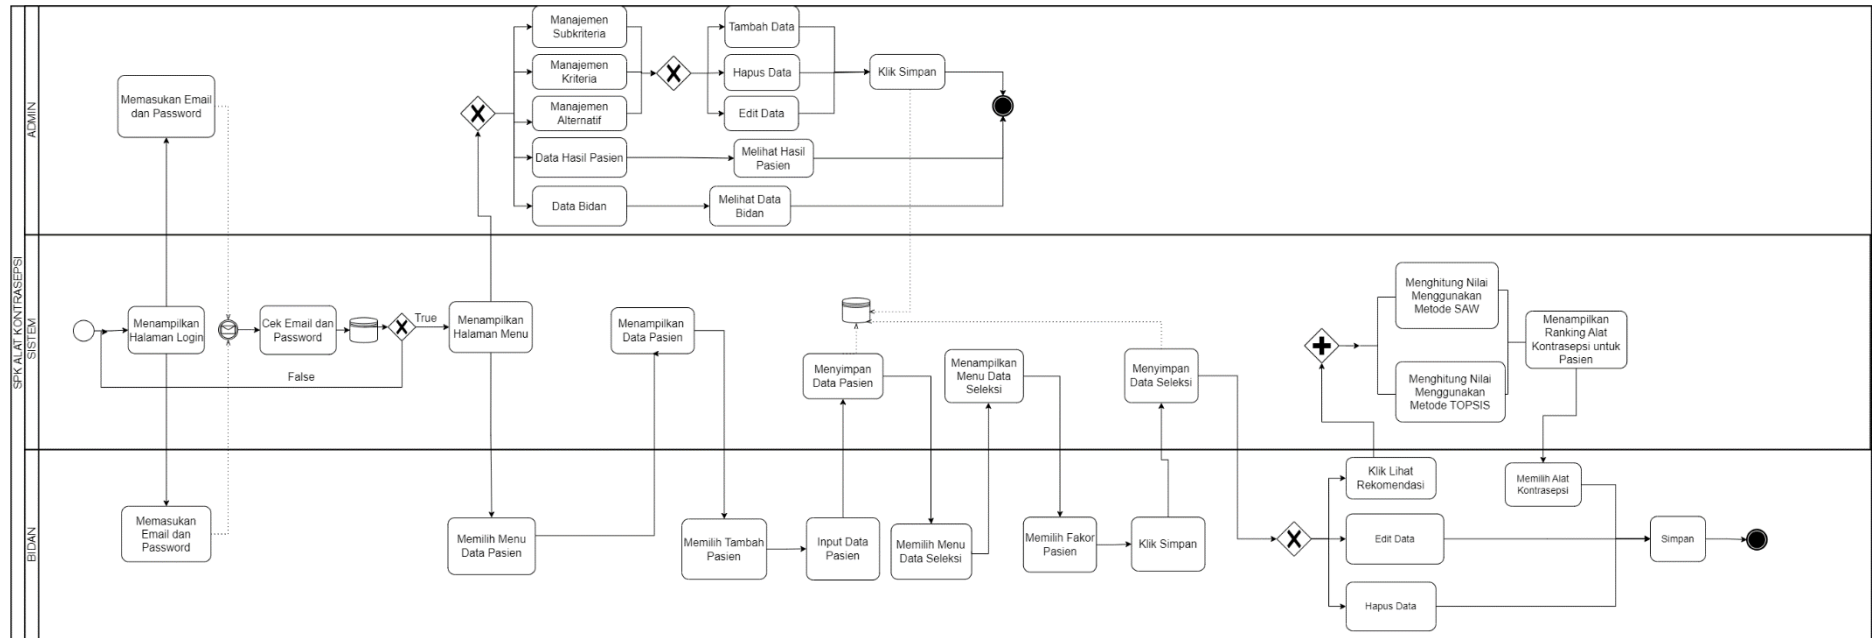 SPK ALAT KONTRASEPSI
ADMIN
Memasukan Email
dan Password
Manajemen
Subkriteria
Manajemen
Kriteria
Manajemen
Alternatif
Data Hasil Pasien
Data Bidan
Tambah Data
Hapus Data
Edit Data
Melihat Hasil
Pasien
Melihat Data
Bidan
Klik Simpan
SISTEM
Menampilkan
Halaman Login
Cek Email dan
Password
True
False
Menampilkan
Halaman Menu
Menampilkan
Data Pasien
Menyimpan
Data Pasien
Menampilkan
Menu Data
Seleksi
Menyimpan
Data Seleksi
Menghitung Nilai
Menggunakan
Metode SAW
Menghitung Nilai
Menggunakan
Metode TOPSIS
Menampilkan
Ranking Alat
Kontrasepsi untuk
Pasien
BIDAN
Memasukan
Email dan
Password
Memilih Menu
Data Pasien
Memilih Tambah
Pasien
Input Data
Pasien
Memilih Menu
Data Seleksi
Memilih Fakor
Pasien
Klik Simpan
Klik Lihat
Rekomendasi
Edit Data
Hapus Data
Memilih Alat
Kontrasepsi
Simpan